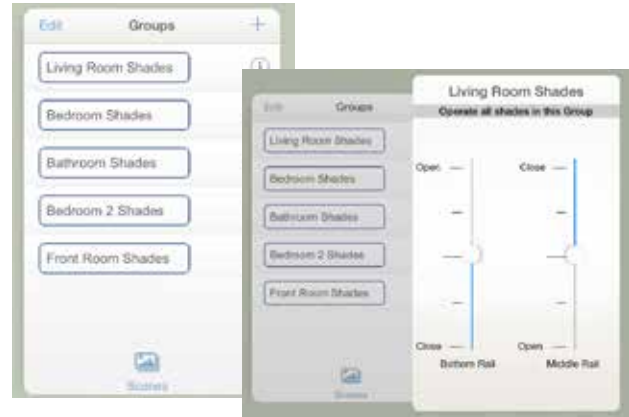 Edit Groups +
Living Room Shades
Bedroom Shades
Bathroom Shades
Bedroom 2 Shades
Front Room Shades
Scenes
Edit Groups
Living Room Shades
Bedroom Shades
Bathroom Shades
Bedroom 2 Shades
Front Room Shades
Scenes
Living Room Shades
Operate all shades in this Group
Open Close
Close Open
Bottom Rail Middle Rail